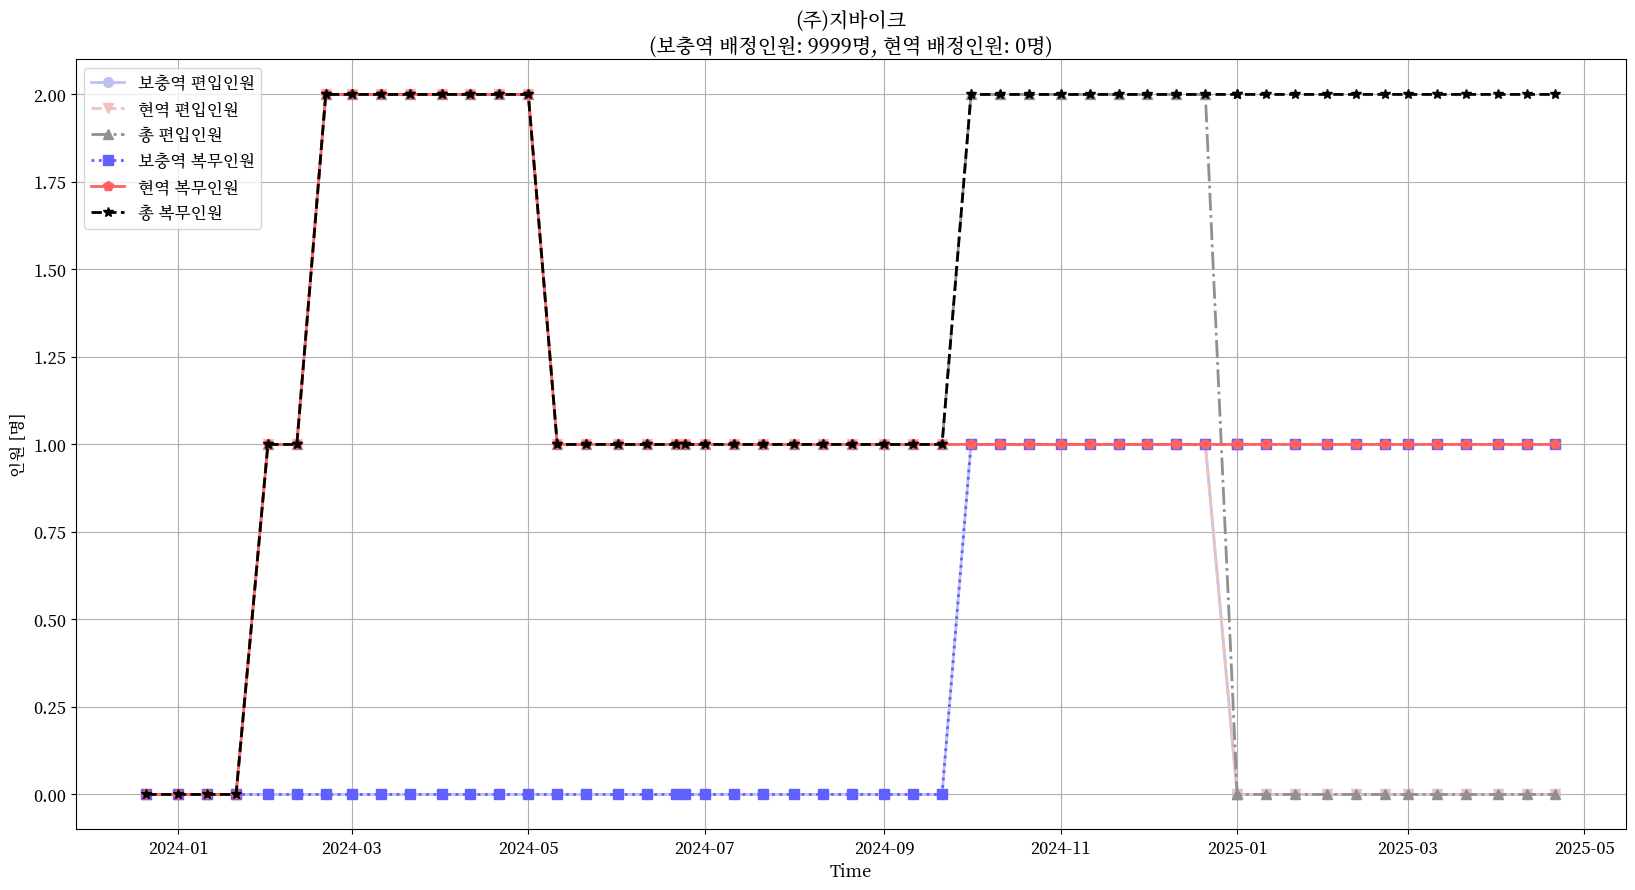 (주)지바이크
(보충역 배정인원: 9999명, 현역 배정인원: 0명)
보충역 편입인원
현역 편입인원
총 편입인원
보충역 복무인원
현역 복무인원
총 복무인원
2.00
1.75
1.50
1.25
1.00
0.75
0.50
0.25
0.00
인원 [명]
2024-01 2024-03 2024-05 2024-07 2024-09 2024-11 2025-01 2025-03 2025-05
Time